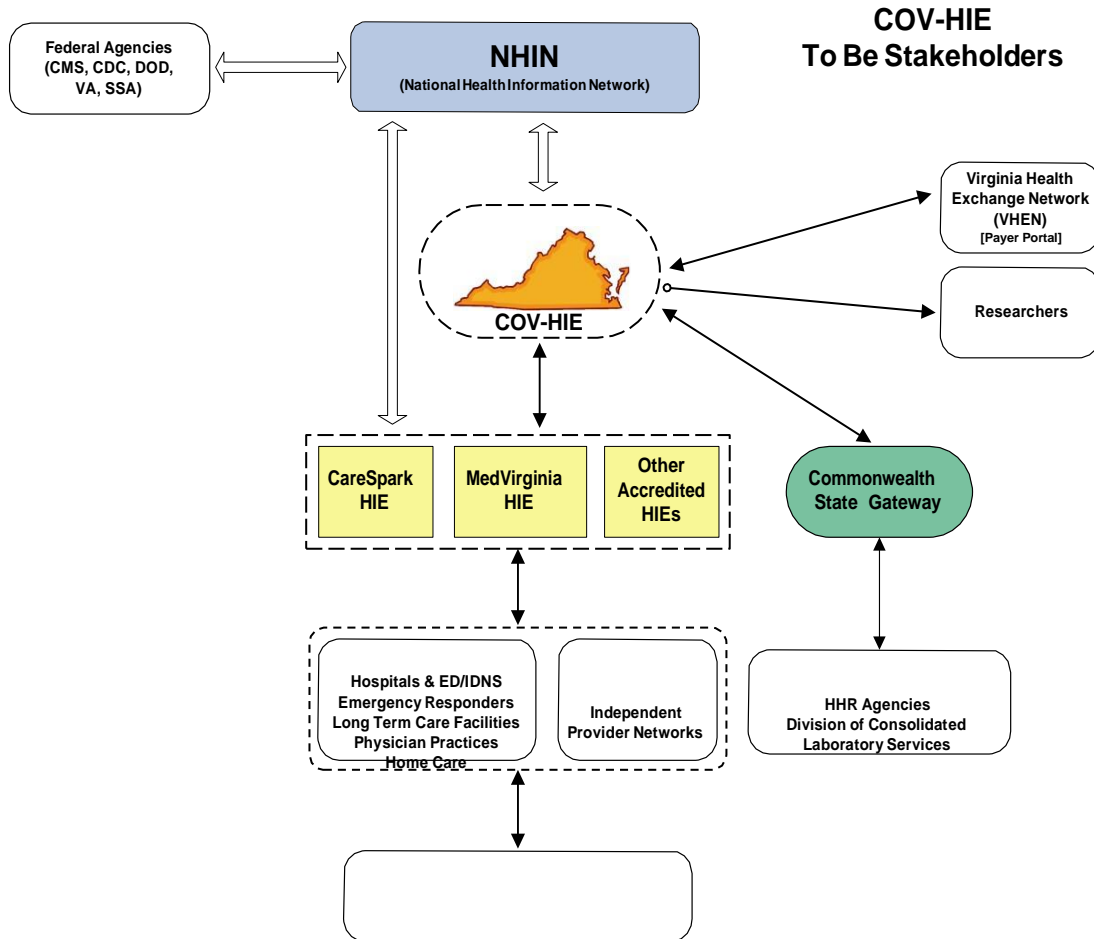 COV-HIE
To Be Stakeholders
Federal Agencies
(CMS, CDC, DOD,
VA, SSA)
NHIN
(National Health Information Network)
Virginia Health
Exchange Network
(VHEN)
[Payer Portal]
COV-HIE
Researchers
CareSpark
HIE
MedVirginia
HIE
Other
Accredited
HIEs
Commonwealth
State Gateway
Hospitals & ED/IDNS
Emergency Responders
Long Term Care Facilities
Physician Practices
Home Care
Independent
Provider Networks
HHR Agencies
Division of Consolidated
Laboratory Services